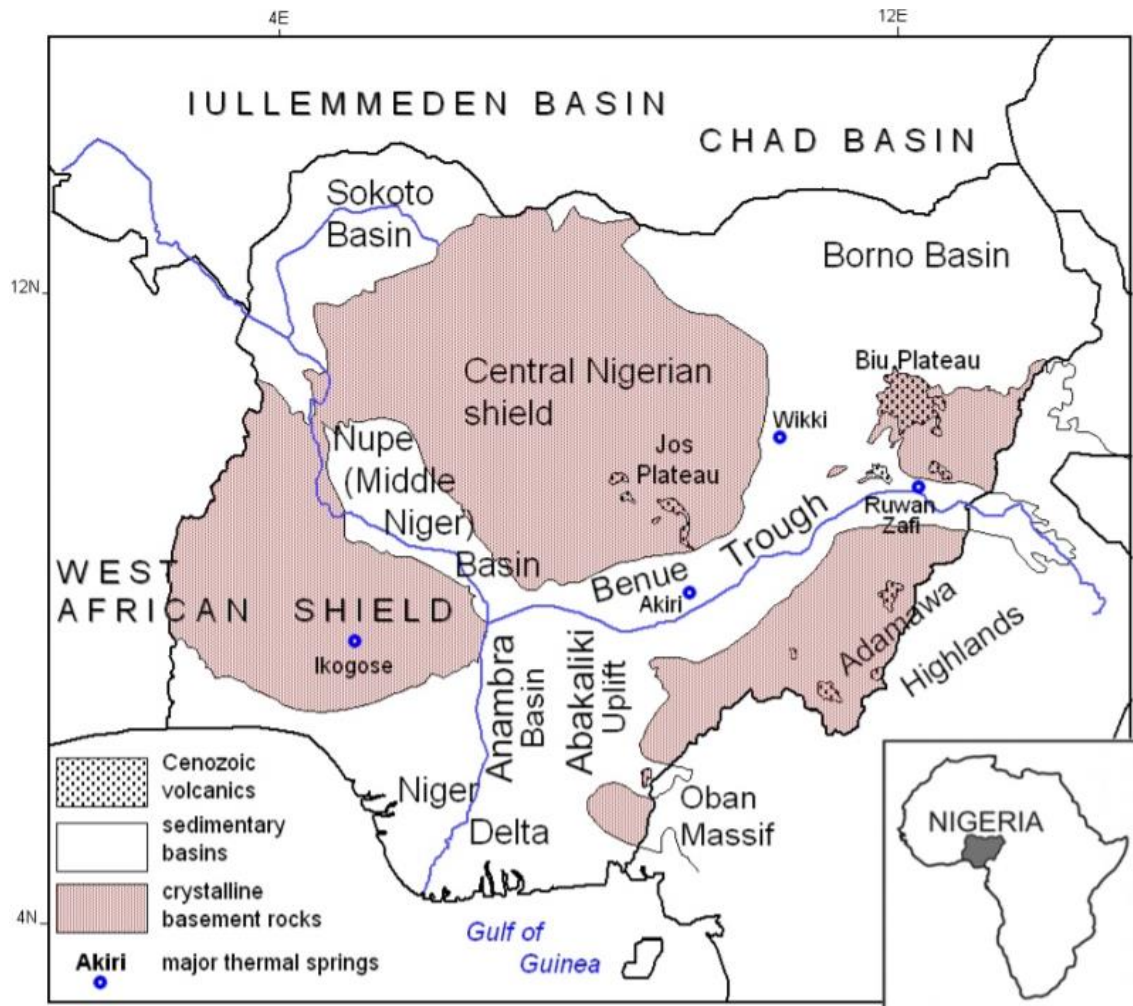 4E
12E
IULLEMMEDEN BASIN
CHAD BASIN
Sokoto
Basin
Borno Basin
12N
Biu Plateau
Central Nigerian
shield
Wikki
Jos
Plateau
Nupe
(Middle
Niger)
Basin
Ruwan
Zafi
Benue Trough
Akiri
WEST
AFRICAN SHIELD
Ikogose
Adamawa
Highlands
Anambra
Basin
Abakaliki
Uplift
Niger
Delta
Oban
Massif
Cenozoic
volcanics
sedimentary
basins
crystalline
basement rocks
Akiri major thermal springs
4N
Gulf of
Guinea
NIGERIA